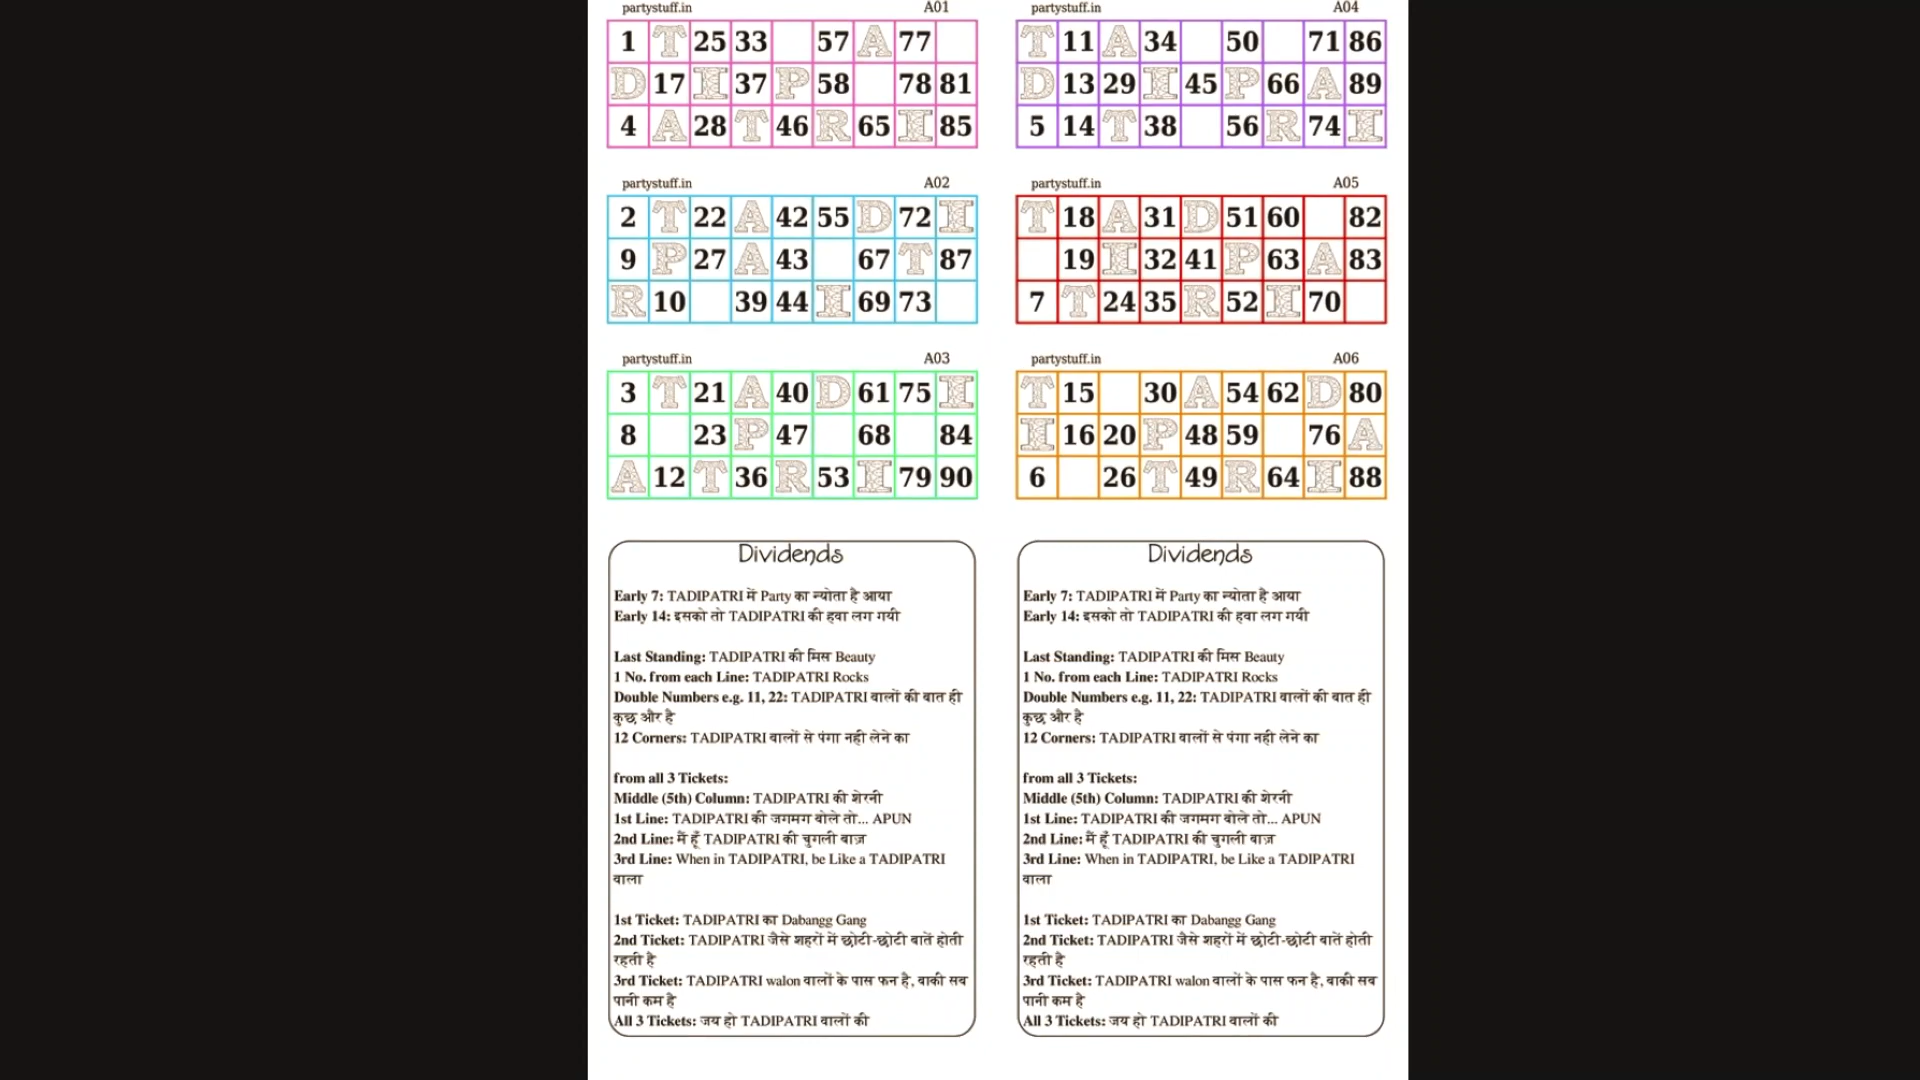 partystuff.in A01
1 T 25 33 57 A 77
D 17 I 37 P 58 78 81
4 A 28 T 46 R 65 I 85
partystuff.in A02
2 T 22 A 42 55 D 72 I
9 P 27 A 43 67 T 87
R 10 39 44 I 69 73
partystuff.in A03
3 T 21 A 40 D 61 75 I
8 23 P 47 68 84
A 12 T 36 R 53 I 79 90
Dividends
Early 7: TADIPATRI में Party का न्योता है आया
Early 14: इसको तो TADIPATRI की हवा लग गयी
Last Standing: TADIPATRI की मिस Beauty
1 No. from each Line: TADIPATRI Rocks
Double Numbers e.g. 11, 22: TADIPATRI वालों की बात ही
कुछ और है
12 Corners: TADIPATRI वालों से पंगा नही लेने का
from all 3 Tickets:
Middle (5th) Column: TADIPATRI की शेरनी
1st Line: TADIPATRI की जगमग बोले तो... APUN
2nd Line: मैं हूँ TADIPATRI की चुगली बाज़
3rd Line: When in TADIPATRI, be Like a TADIPATRI
वाला
1st Ticket: TADIPATRI का Dabangg Gang
2nd Ticket: TADIPATRI जैसे शहरों में छोटी-छोटी बातें होती
रहती है
3rd Ticket: TADIPATRI walon वालों के पास फन है, बाकी सब
पानी कम है
All 3 Tickets: जय हो TADIPATRI वालों की
partystuff.in A04
T 11 A 34 50 71 86
D 13 29 I 45 P 66 A 89
5 14 T 38 56 R 74 I
partystuff.in A05
T 18 A 31 D 51 60 82
19 I 32 41 P 63 A 83
7 T 24 35 R 52 I 70
partystuff.in A06
T 15 30 A 54 62 D 80
I 16 20 P 48 59 76 A
6 26 T 49 R 64 I 88
Dividends
Early 7: TADIPATRI में Party का न्योता है आया
Early 14: इसको तो TADIPATRI की हवा लग गयी
Last Standing: TADIPATRI की मिस Beauty
1 No. from each Line: TADIPATRI Rocks
Double Numbers e.g. 11, 22: TADIPATRI वालों की बात ही
कुछ और है
12 Corners: TADIPATRI वालों से पंगा नही लेने का
from all 3 Tickets:
Middle (5th) Column: TADIPATRI की शेरनी
1st Line: TADIPATRI की जगमग बोले तो... APUN
2nd Line: मैं हूँ TADIPATRI की चुगली बाज़
3rd Line: When in TADIPATRI, be Like a TADIPATRI
वाला
1st Ticket: TADIPATRI का Dabangg Gang
2nd Ticket: TADIPATRI जैसे शहरों में छोटी-छोटी बातें होती
रहती है
3rd Ticket: TADIPATRI walon वालों के पास फन है, बाकी सब
पानी कम है
All 3 Tickets: जय हो TADIPATRI वालों की